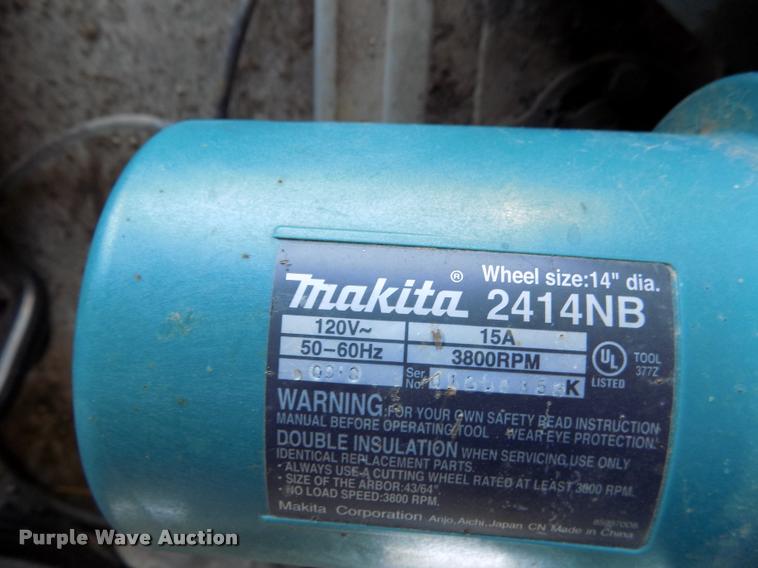 Makita® Wheel size:14" dia.
2414NB
120V~ 15A
50-60Hz 3800RPM
Ser. No. K
UL LISTED
TOOL 377Z
WARNING: FOR YOUR OWN SAFETY READ INSTRUCTION
MANUAL BEFORE OPERATING TOOL. WEAR EYE PROTECTION.
DOUBLE INSULATION WHEN SERVICING,USE ONLY
IDENTICAL REPLACEMENT PARTS.
· ALWAYS USE A CUTTING WHEEL RATED AT LEAST 3800 RPM.
· SIZE OF THE ARBOR:43/64"
· NO LOAD SPEED:3800 RPM.
Makita Corporation Anjo,Aichi,Japan CN Made in China
Purple Wave Auction®